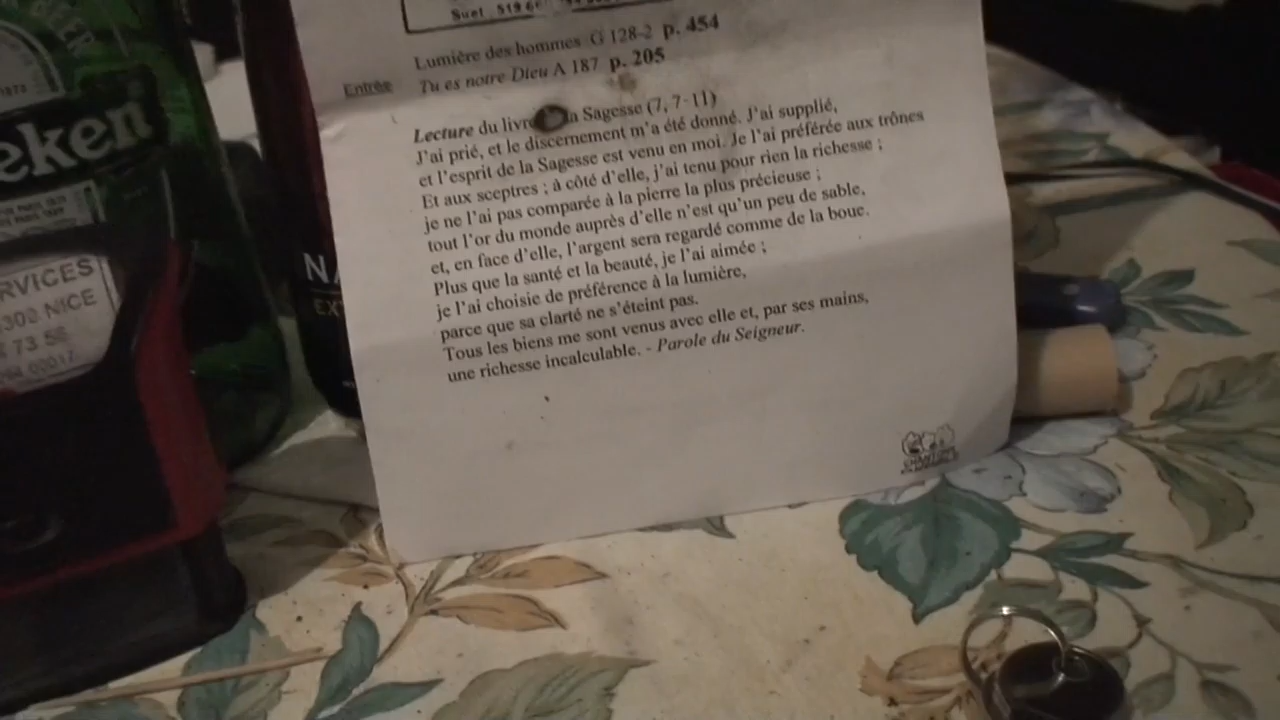 Lumière des hommes G 128-2 p. 454
Entrée
Tu es notre Dieu A 187 p. 205
Lecture du livre la Sagesse (7, 7-11)
J'ai prié, et le discernement m'a été donné. J'ai supplié,
et l'esprit de la Sagesse est venu en moi. Je l'ai préférée aux trônes
Et aux sceptres ; à côté d'elle, j'ai tenu pour rien la richesse ;
je ne l'ai pas comparée à la pierre la plus précieuse ;
tout l'or du monde auprès d'elle n'est qu'un peu de sable,
et, en face d'elle, l'argent sera regardé comme de la boue.
Plus que la santé et la beauté, je l'ai aimée ;
je l'ai choisie de préférence à la lumière,
parce que sa clarté ne s'éteint pas.
Tous les biens me sont venus avec elle et, par ses mains,
une richesse incalculable. - Parole du Seigneur.
eken
RVICES
NICE
73 5